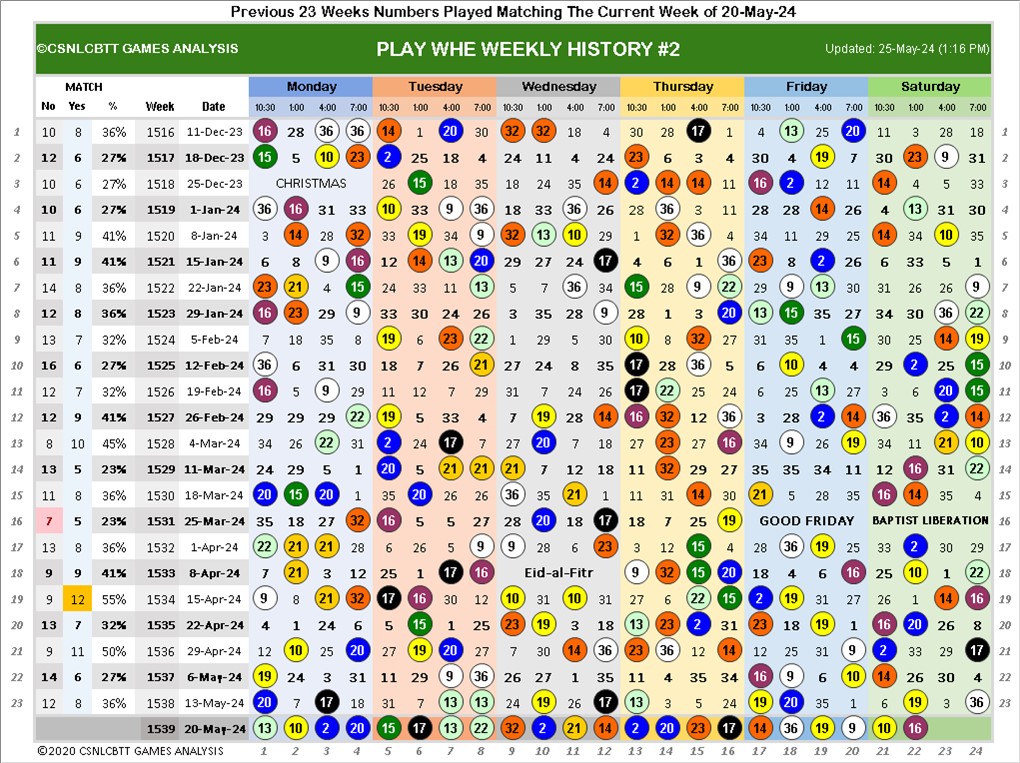 Previous 23 Weeks Numbers Played Matching The Current Week of 20-May-24
©CSNLCBTT GAMES ANALYSIS PLAY WHE WEEKLY HISTORY #2 Updated: 25-May-24 (1:16 PM)
MATCH Monday Tuesday Wednesday Thursday Friday Saturday
No Yes % Week Date 10:30 1:00 4:00 7:00 10:30 1:00 4:00 7:00 10:30 1:00 4:00 7:00 10:30 1:00 4:00 7:00 10:30 1:00 4:00 7:00 10:30 1:00 4:00 7:00
1 10 8 36% 1516 11-Dec-23 16 28 36 36 14 1 20 30 32 32 18 4 30 28 17 1 4 13 25 20 11 3 28 18 1
2 12 6 27% 1517 18-Dec-23 15 5 10 23 2 25 18 4 24 11 4 24 23 6 3 4 30 4 19 7 30 23 9 31 2
3 10 6 27% 1518 25-Dec-23 CHRISTMAS 26 15 18 35 18 24 35 14 2 14 14 11 16 2 12 11 14 4 5 33 3
4 10 6 27% 1519 1-Jan-24 36 16 31 33 10 33 9 36 18 33 36 26 28 36 3 11 28 28 14 26 4 13 31 30 4
5 11 9 41% 1520 8-Jan-24 3 14 28 32 33 19 34 9 32 13 10 29 1 32 36 4 34 11 29 25 14 34 10 35 5
6 11 9 41% 1521 15-Jan-24 6 8 9 16 12 14 13 20 29 27 24 17 4 6 1 36 23 8 2 26 6 33 5 1 6
7 14 8 36% 1522 22-Jan-24 23 21 4 15 24 33 11 13 5 7 36 34 15 28 9 22 29 9 13 30 31 26 26 9 7
8 12 8 36% 1523 29-Jan-24 16 23 29 9 33 30 24 26 3 35 28 9 28 1 3 20 13 15 35 27 34 30 36 22 8
9 13 7 32% 1524 5-Feb-24 7 18 35 8 19 6 23 22 1 29 5 30 10 8 32 27 31 35 1 15 30 25 14 19 9
10 16 6 27% 1525 12-Feb-24 36 6 31 30 18 7 26 21 27 24 8 35 17 28 36 5 6 10 4 4 29 2 25 15 10
11 12 7 32% 1526 19-Feb-24 16 5 9 29 11 12 7 29 31 7 24 26 17 22 25 24 6 25 13 27 3 6 20 15 11
12 12 9 41% 1527 26-Feb-24 29 29 29 22 19 5 33 4 7 19 28 14 16 32 12 36 3 28 2 14 36 35 2 14 12
13 8 10 45% 1528 4-Mar-24 34 26 22 31 2 24 17 7 27 20 7 18 27 23 27 16 34 9 26 19 34 11 21 10 13
14 13 5 23% 1529 11-Mar-24 24 29 5 1 20 5 21 21 21 7 12 18 11 32 29 27 35 35 34 11 12 16 31 22 14
15 11 8 36% 1530 18-Mar-24 20 15 20 1 35 20 26 26 36 35 21 1 11 31 14 30 21 5 28 35 16 14 35 4 15
16 7 5 23% 1531 25-Mar-24 35 18 27 32 16 5 5 27 28 20 18 17 18 7 25 19 GOOD FRIDAY BAPTIST LIBERATION 16
17 13 8 36% 1532 1-Apr-24 22 21 21 28 6 26 5 9 9 28 6 23 3 12 15 4 28 36 19 25 33 2 30 29 17
18 9 9 41% 1533 8-Apr-24 7 21 3 12 25 1 17 16 Eid-al-Fitr 9 32 15 20 18 4 6 16 25 10 1 22 18
19 9 12 55% 1534 15-Apr-24 9 8 21 32 17 16 30 12 10 31 10 31 27 6 22 15 2 19 31 27 26 1 14 16 19
20 13 7 32% 1535 22-Apr-24 4 1 24 6 5 15 1 25 23 19 3 18 13 23 2 31 23 18 19 1 16 20 26 8 20
21 9 11 50% 1536 29-Apr-24 12 10 25 20 27 19 20 27 7 30 14 36 23 36 12 14 12 25 31 9 2 33 29 17 21
22 14 6 27% 1537 6-May-24 19 24 3 31 11 29 9 36 26 27 1 35 11 4 35 34 16 9 6 10 14 26 30 4 22
23 12 8 36% 1538 13-May-24 20 7 17 18 31 7 13 13 24 19 28 17 13 3 5 24 19 20 35 1 6 19 3 36 23
1539 20-May-24 13 10 2 20 15 17 13 22 32 2 21 14 2 20 23 17 14 36 19 9 10 16
©2020 CSNLCBTT GAMES ANALYSIS 1 2 3 4 5 6 7 8 9 10 11 12 13 14 15 16 17 18 19 20 21 22 23 24